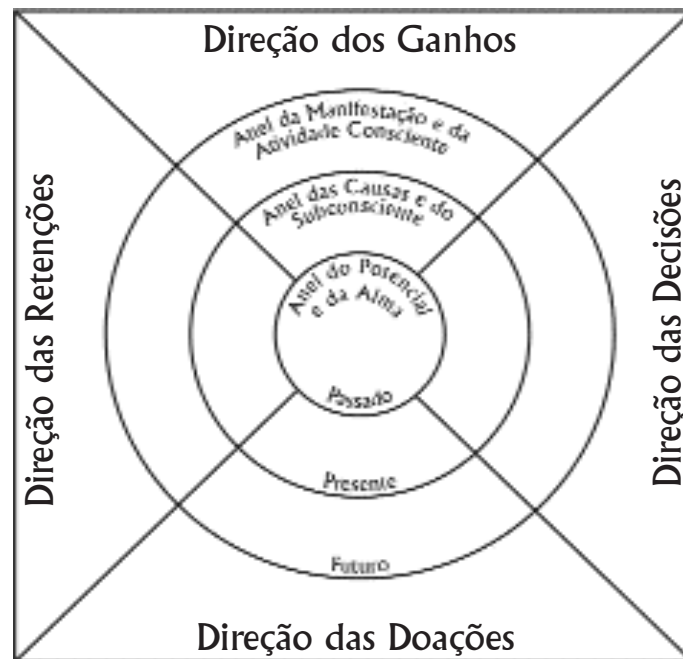 Direção dos Ganhos
Anel da Manifestação e da
Atividade Consciente
Anel das Causas e do
Subconsciente
Anel do Potencial
e da Alma
Direção das Retenções
Direção das Decisões
Passado
Presente
Futuro
Direção das Doações